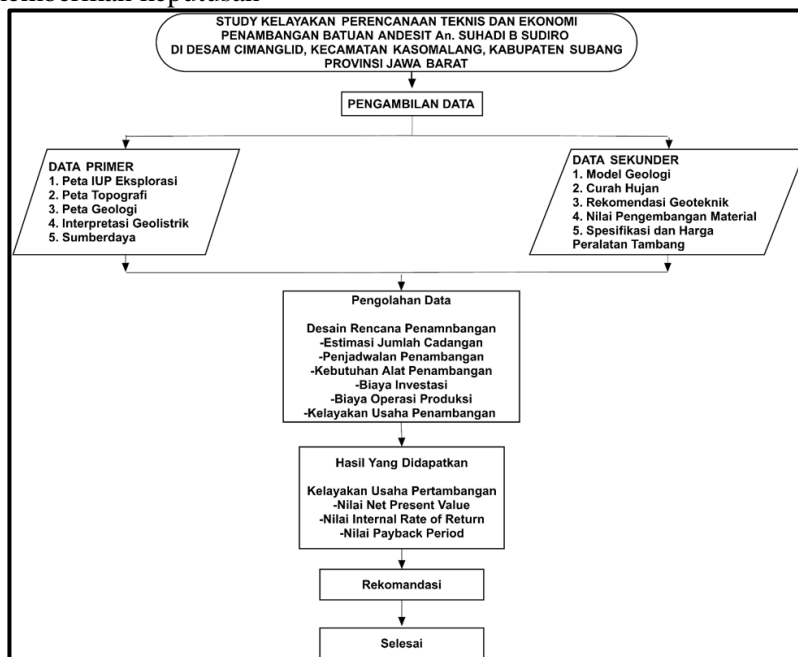 memberikan keputusan
STUDY KELAYAKAN PERENCANAAN TEKNIS DAN EKONOMI
PENAMBANGAN BATUAN ANDESIT An. SUHADI B SUDIRO
DI DESAM CIMANGLID, KECAMATAN KASOMALANG, KABUPATEN SUBANG
PROVINSI JAWA BARAT
PENGAMBILAN DATA
DATA PRIMER
1. Peta IUP Eksplorasi
2. Peta Topografi
3. Peta Geologi
4. Interpretasi Geolistrik
5. Sumberdaya
DATA SEKUNDER
1. Model Geologi
2. Curah Hujan
3. Rekomendasi Geoteknik
4. Nilai Pengembangan Material
5. Spesifikasi dan Harga
Peralatan Tambang
Pengolahan Data
Desain Rencana Penamnbangan
-Estimasi Jumlah Cadangan
-Penjadwalan Penambangan
-Kebutuhan Alat Penambangan
-Biaya Investasi
-Biaya Operasi Produksi
-Kelayakan Usaha Penambangan
Hasil Yang Didapatkan
Kelayakan Usaha Pertambangan
-Nilai Net Present Value
-Nilai Internal Rate of Return
-Nilai Payback Period
Rekomandasi
Selesai